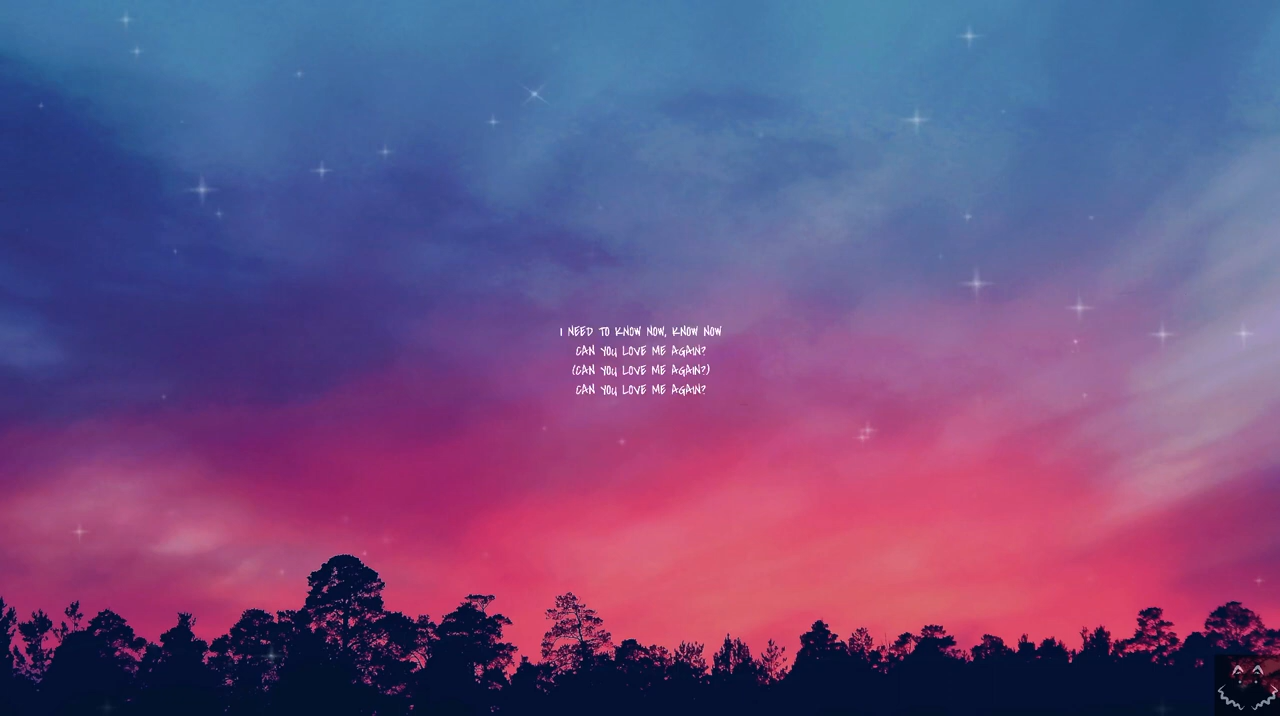 I NEED TO KNOW NOW, KNOW NOW
CAN YOU LOVE ME AGAIN?
(CAN YOU LOVE ME AGAIN?)
CAN YOU LOVE ME AGAIN?